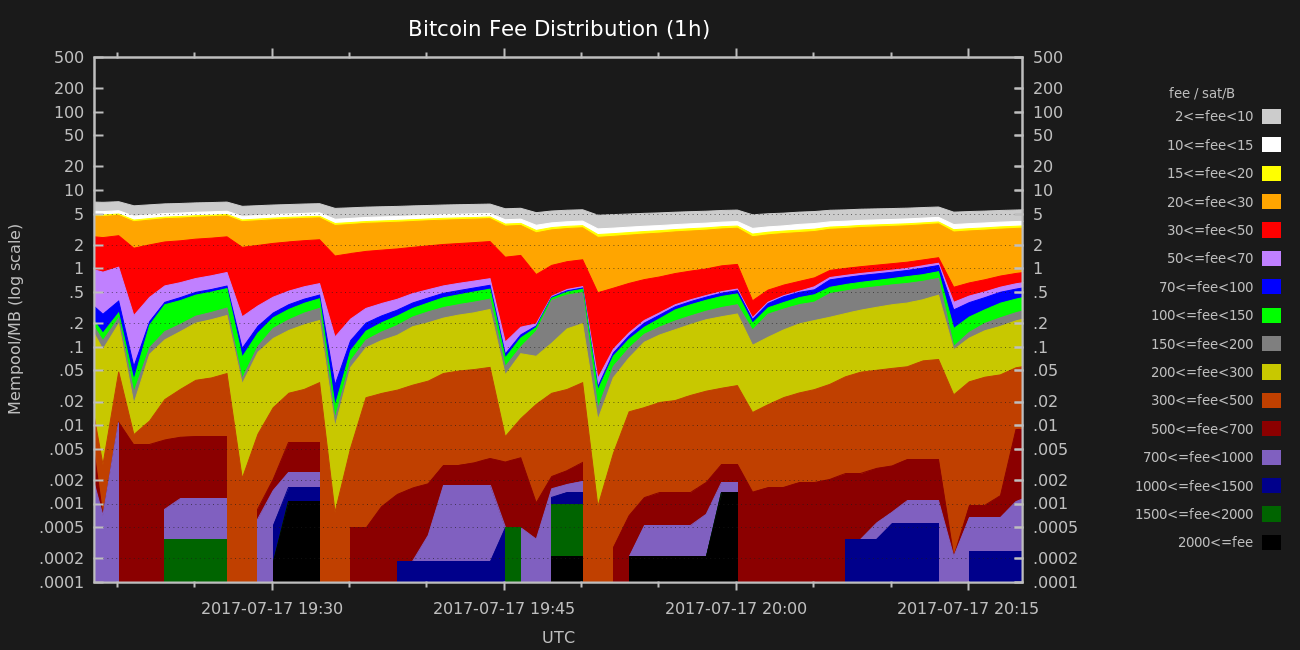 Bitcoin Fee Distribution (1h)
500 500
200 200
100 100
50 50
20 20
10 10
5 5
2 2
1 1
.5 .5
.2 .2
.1 .1
.05 .05
.02 .02
.01 .01
.005 .005
.002 .002
.001 .001
.0005 .0005
.0002 .0002
.0001 .0001
Mempool/MB (log scale)
2017-07-17 19:30 2017-07-17 19:45 2017-07-17 20:00 2017-07-17 20:15
UTC
fee / sat/B
2<=fee<10
10<=fee<15
15<=fee<20
20<=fee<30
30<=fee<50
50<=fee<70
70<=fee<100
100<=fee<150
150<=fee<200
200<=fee<300
300<=fee<500
500<=fee<700
700<=fee<1000
1000<=fee<1500
1500<=fee<2000
2000<=fee